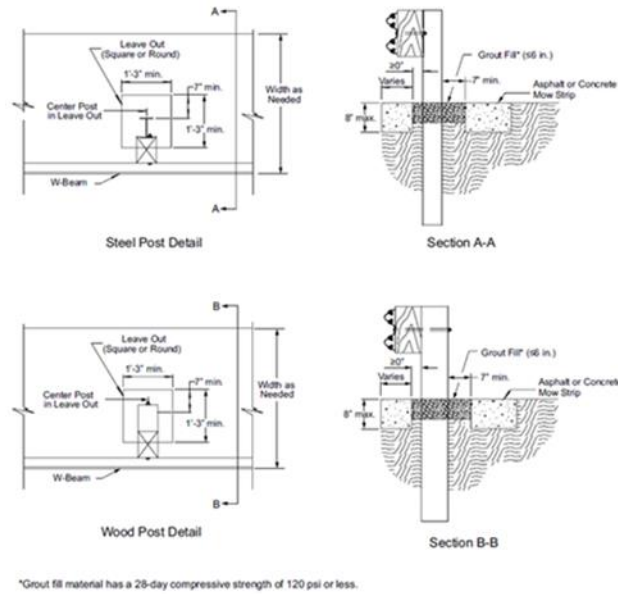 A
Leave Out
(Square or Round)
1'-3" min.
7" min.
Center Post
in Leave Out
1'-3" min.
Width as
Needed
W-Beam
A
Steel Post Detail
≥0"
Grout Fill* (≤6 in.)
Varies
7" min.
Asphalt or Concrete
Mow Strip
8" max.
Section A-A
B
Leave Out
(Square or Round)
1'-3" min.
7" min.
Center Post
in Leave Out
1'-3" min.
Width as
Needed
W-Beam
B
Wood Post Detail
≥0"
Grout Fill* (≤6 in.)
Varies
7" min.
Asphalt or Concrete
Mow Strip
8" max.
Section B-B
*Grout fill material has a 28-day compressive strength of 120 psi or less.